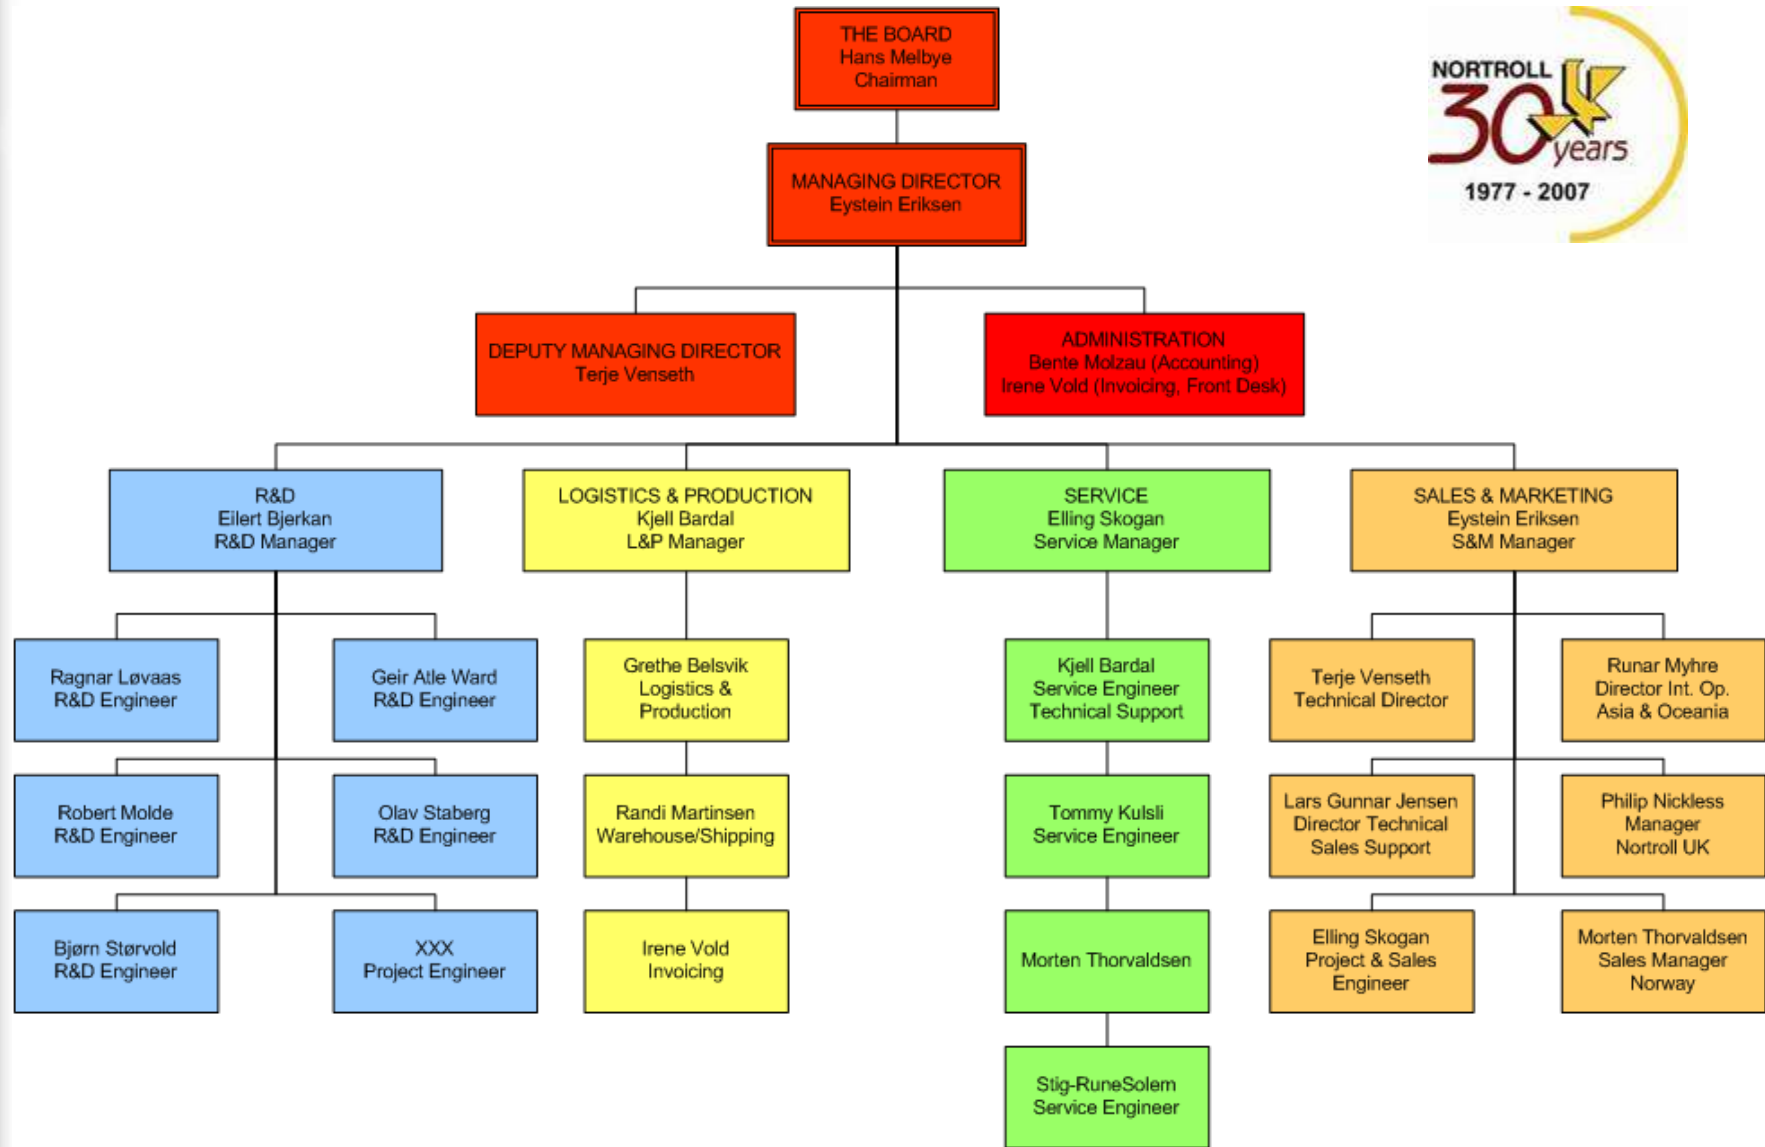 THE BOARD
Hans Melbye
Chairman
NORTROLL
30
years
1977 - 2007
MANAGING DIRECTOR
Eystein Eriksen
DEPUTY MANAGING DIRECTOR
Terje Venseth
ADMINISTRATION
Bente Molzau (Accounting)
Irene Vold (Invoicing, Front Desk)
R&D
Eilert Bjerkan
R&D Manager
LOGISTICS & PRODUCTION
Kjell Bardal
L&P Manager
SERVICE
Elling Skogan
Service Manager
SALES & MARKETING
Eystein Eriksen
S&M Manager
Ragnar Løvaas
R&D Engineer
Geir Atle Ward
R&D Engineer
Grethe Belsvik
Logistics &
Production
Kjell Bardal
Service Engineer
Technical Support
Terje Venseth
Technical Director
Runar Myhre
Director Int. Op.
Asia & Oceania
Robert Molde
R&D Engineer
Olav Staberg
R&D Engineer
Randi Martinsen
Warehouse/Shipping
Tommy Kulsli
Service Engineer
Lars Gunnar Jensen
Director Technical
Sales Support
Philip Nickless
Manager
Nortroll UK
Bjørn Størvold
R&D Engineer
XXX
Project Engineer
Irene Vold
Invoicing
Morten Thorvaldsen
Elling Skogan
Project & Sales
Engineer
Morten Thorvaldsen
Sales Manager
Norway
Stig-RuneSolem
Service Engineer